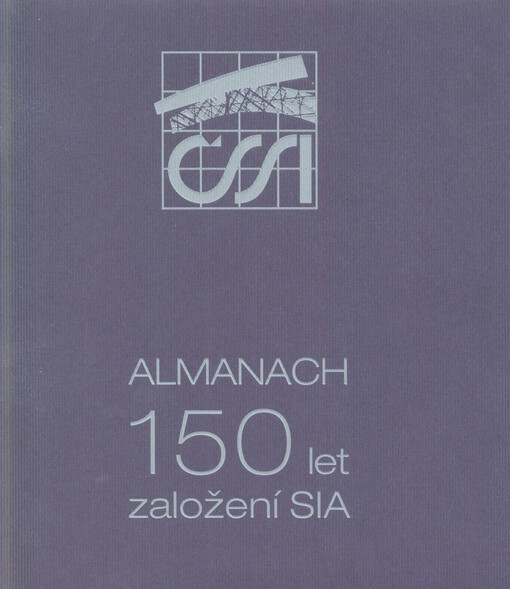 ČSSI
ALMANACH
150 let
založení SIA